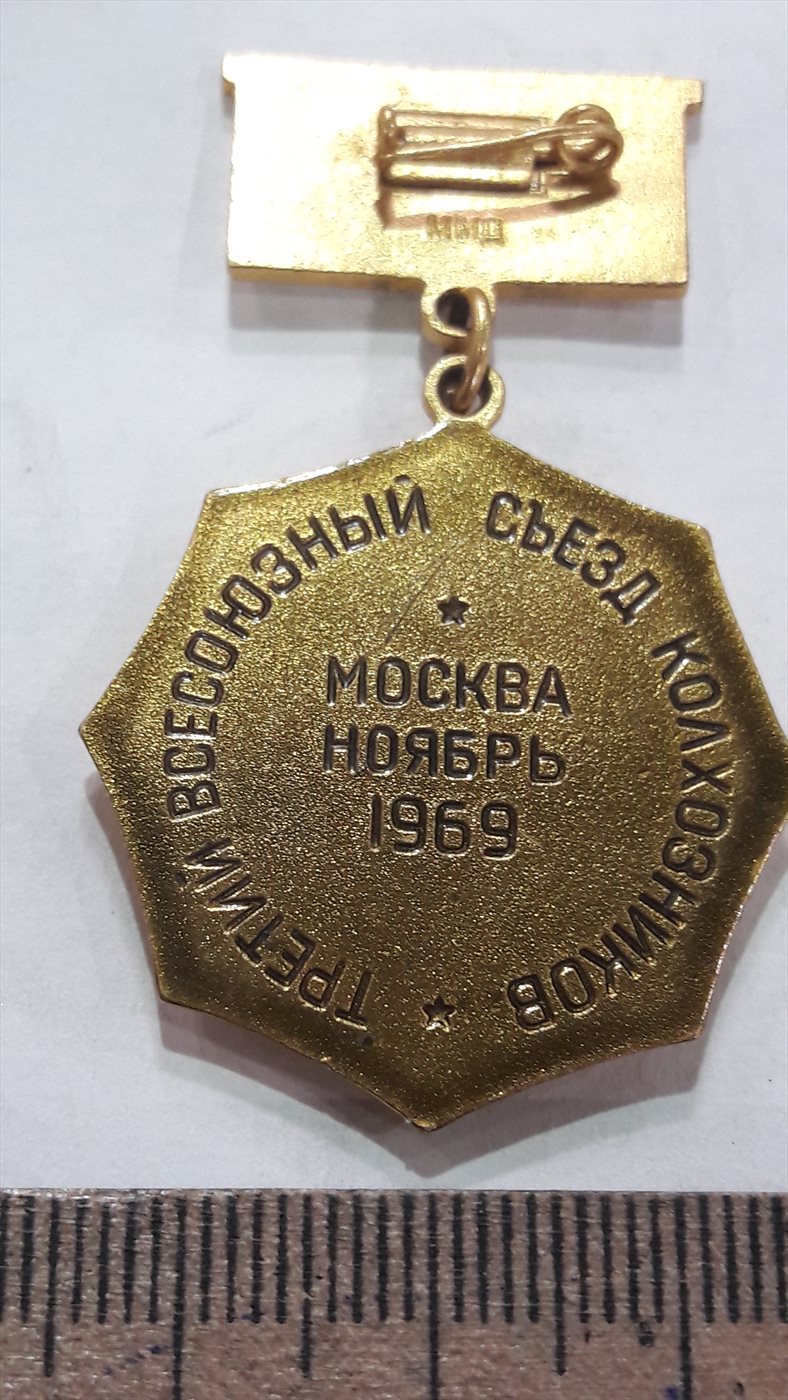 ММД
ТРЕТИЙ ВСЕСОЮЗНЫЙ СЪЕЗД КОЛХОЗНИКОВ
МОСКВА
НОЯБРЬ
1969